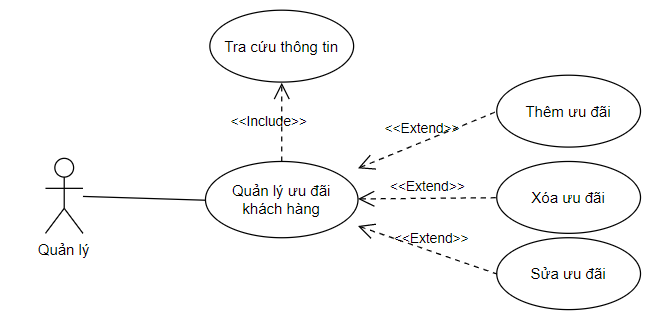 Tra cứu thông tin
<<Include>>
Thêm ưu đãi
<<Extend>>
Quản lý ưu đãi
khách hàng
<<Extend>>
Xóa ưu đãi
Quản lý
<<Extend>>
Sửa ưu đãi